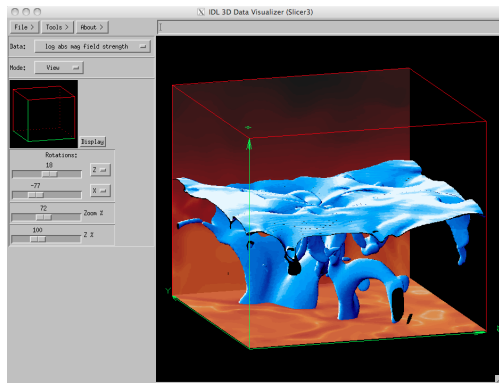 IDL 3D Data Visualizer (Slicer3)
File > Tools > About >
Data: log abs mag field strength
Mode: View
Display
Rotations:
18
Z
-77
X
72
Zoom %
100
Z %
Y